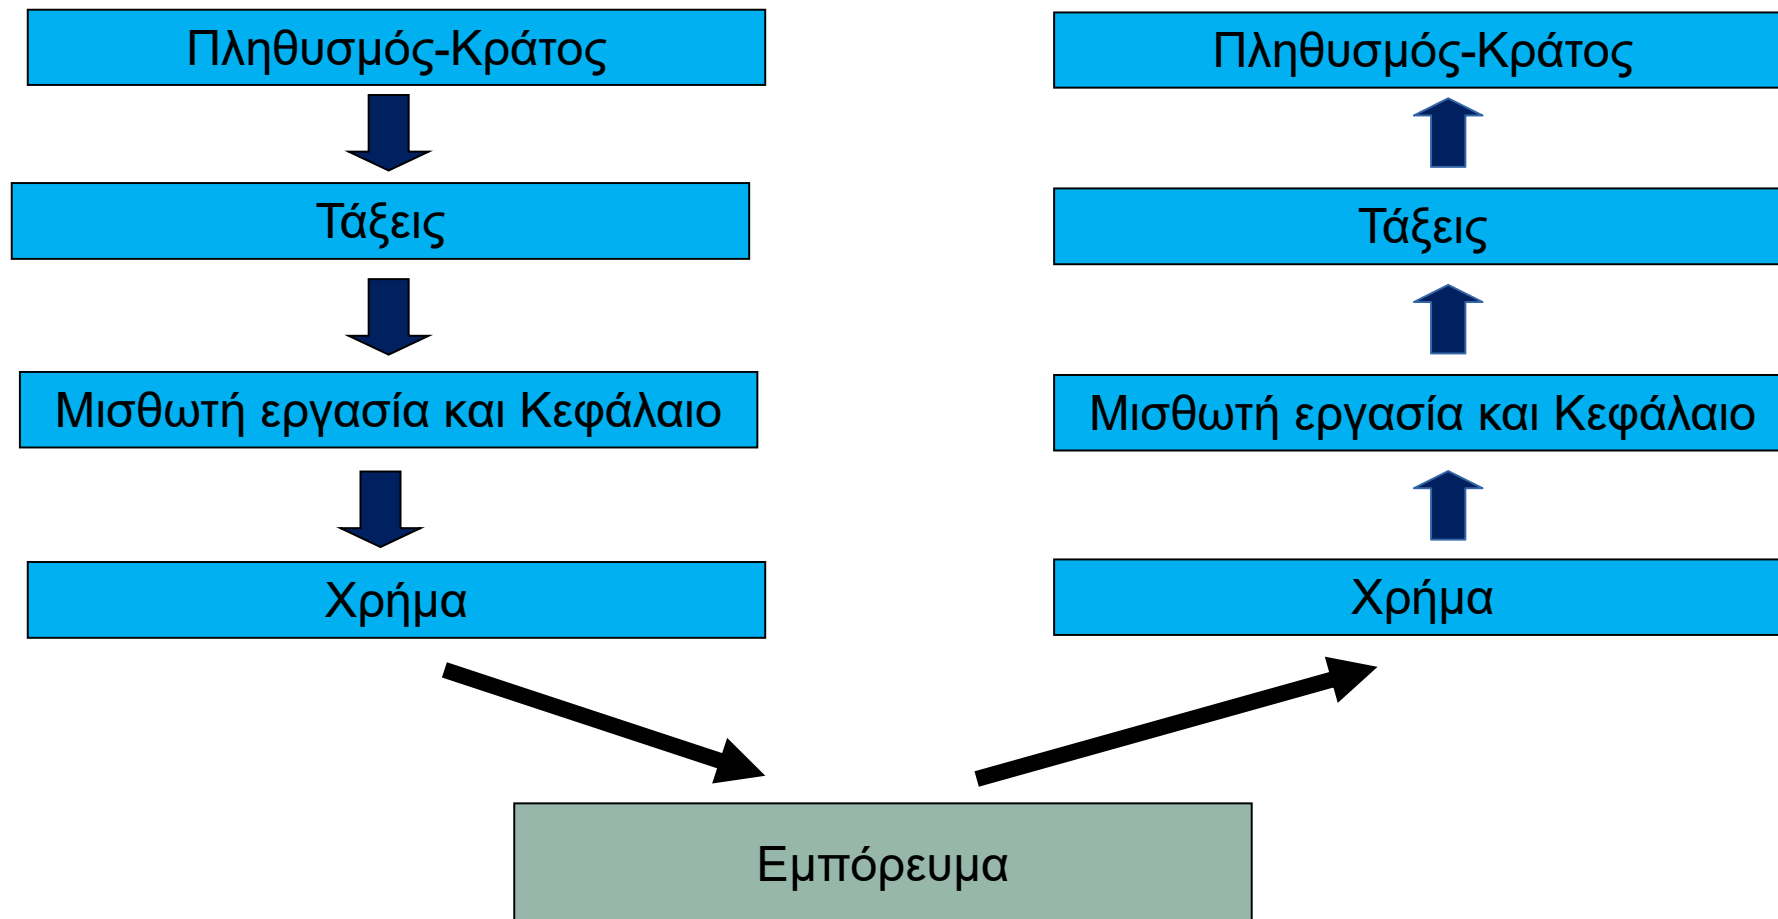 Πληθυσμός-Κράτος
Τάξεις
Μισθωτή εργασία και Κεφάλαιο
Χρήμα
Εμπόρευμα
Πληθυσμός-Κράτος
Τάξεις
Μισθωτή εργασία και Κεφάλαιο
Χρήμα